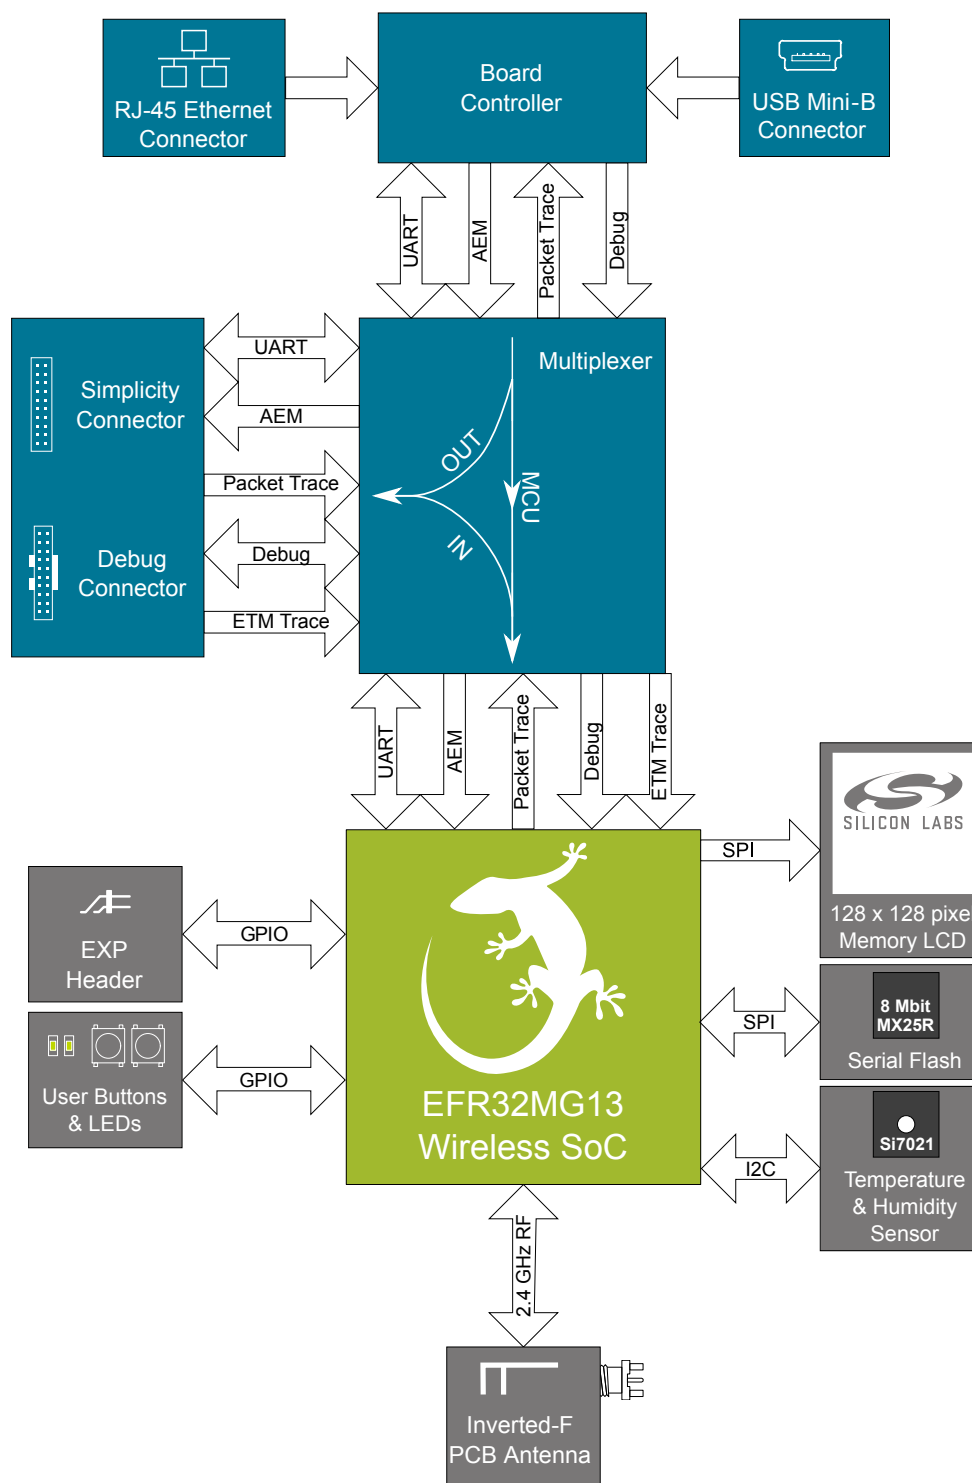 RJ-45 Ethernet
Connector
Board
Controller
USB Mini-B
Connector
UART
AEM
Packet Trace
Debug
Simplicity
Connector
Debug
Connector
UART
AEM
Packet Trace
Debug
ETM Trace
Multiplexer
OUT
MCU
IN
UART
AEM
Packet Trace
Debug
ETM Trace
SILICON LABS
128 x 128 pixel
Memory LCD
SPI
EXP
Header
GPIO
8 Mbit
MX25R
Serial Flash
SPI
User Buttons
& LEDs
GPIO
EFR32MG13
Wireless SoC
Si7021
Temperature
& Humidity
Sensor
I2C
2.4 GHz RF
Inverted-F
PCB Antenna